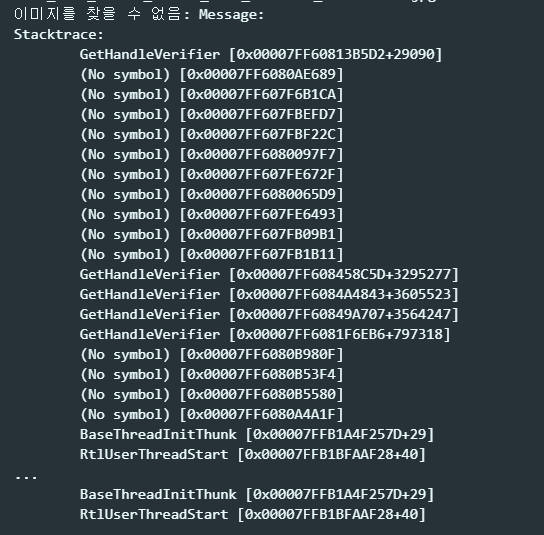 이미지를 찾을 수 없음: Message:
Stacktrace:
GetHandleVerifier [0x00007FF60813B5D2+29090]
(No symbol) [0x00007FF6080AE689]
(No symbol) [0x00007FF607F6B1CA]
(No symbol) [0x00007FF607FBEFD7]
(No symbol) [0x00007FF607FBF22C]
(No symbol) [0x00007FF6080097F7]
(No symbol) [0x00007FF607FE672F]
(No symbol) [0x00007FF6080065D9]
(No symbol) [0x00007FF607FE6493]
(No symbol) [0x00007FF607FB09B1]
(No symbol) [0x00007FF607FB1B11]
GetHandleVerifier [0x00007FF608458C5D+3295277]
GetHandleVerifier [0x00007FF6084A4843+3605523]
GetHandleVerifier [0x00007FF60849A707+3564247]
GetHandleVerifier [0x00007FF6081F6EB6+797318]
(No symbol) [0x00007FF6080B980F]
(No symbol) [0x00007FF6080B53F4]
(No symbol) [0x00007FF6080B5580]
(No symbol) [0x00007FF6080A4A1F]
BaseThreadInitThunk [0x00007FFB1A4F257D+29]
RtlUserThreadStart [0x00007FFB1BFAAF28+40]
...
BaseThreadInitThunk [0x00007FFB1A4F257D+29]
RtlUserThreadStart [0x00007FFB1BFAAF28+40]